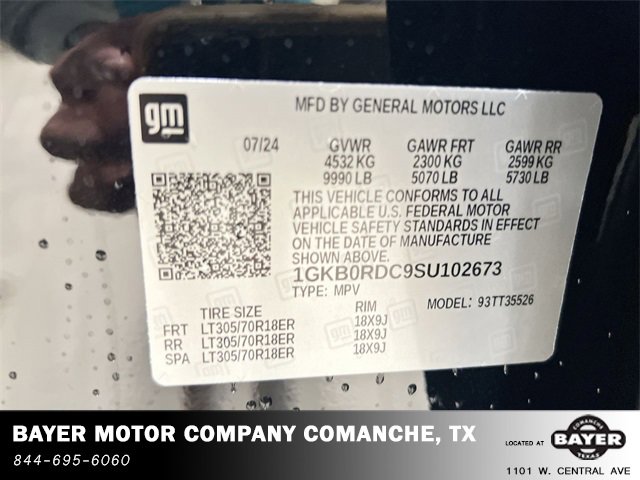 gm
MFD BY GENERAL MOTORS LLC
07/24 GVWR GAWR FRT GAWR RR
4532 KG 2300 KG 2599 KG
9990 LB 5070 LB 5730 LB
THIS VEHICLE CONFORMS TO ALL
APPLICABLE U.S. FEDERAL MOTOR
VEHICLE SAFETY STANDARDS IN EFFECT
ON THE DATE OF MANUFACTURE
SHOWN ABOVE.
1GKB0RDC9SU102673
TYPE: MPV MODEL: 93TT35526
TIRE SIZE RIM
FRT LT305/70R18ER 18X9J
RR LT305/70R18ER 18X9J
SPA LT305/70R18ER 18X9J
BAYER MOTOR COMPANY COMANCHE, TX
844-695-6060
LOCATED AT
COMANCHE
BAYER
TEXAS
1101 W. CENTRAL AVE